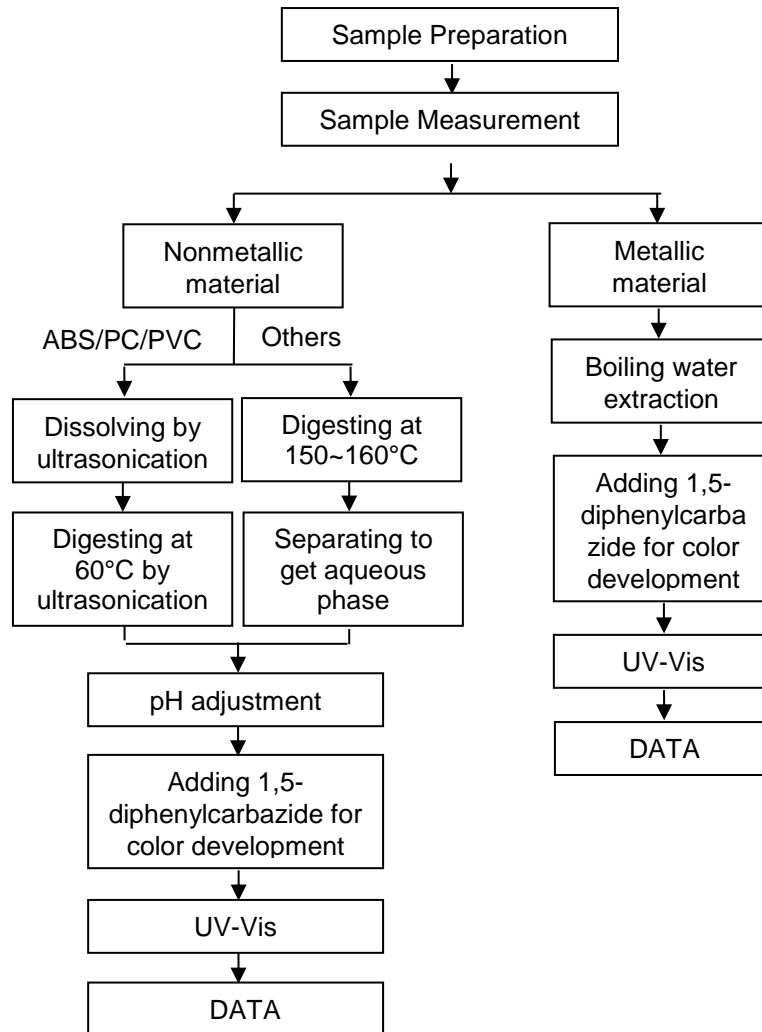 Sample Preparation
Sample Measurement
Nonmetallic
material
Metallic
material
ABS/PC/PVC
Others
Dissolving by
ultrasonication
Digesting at
150~160°C
Boiling water
extraction
Digesting at
60°C by
ultrasonication
Separating to
get aqueous
phase
Adding 1,5-
diphenylcarba
zide for color
development
pH adjustment
UV-Vis
DATA
Adding 1,5-
diphenylcarbazide for
color development
UV-Vis
DATA